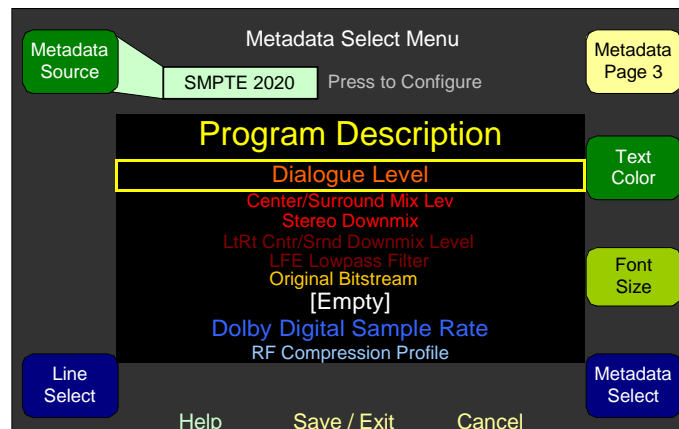 Metadata Select Menu
Metadata
Source
SMPTE 2020
Press to Configure
Metadata
Page 3
Program Description
Dialogue Level
Center/Surround Mix Lev
Stereo Downmix
LtRt Cntr/Srnd Downmix Level
LFE Lowpass Filter
Original Bitstream
[Empty]
Dolby Digital Sample Rate
RF Compression Profile
Text
Color
Font
Size
Line
Select
Metadata
Select
Help
Save / Exit
Cancel